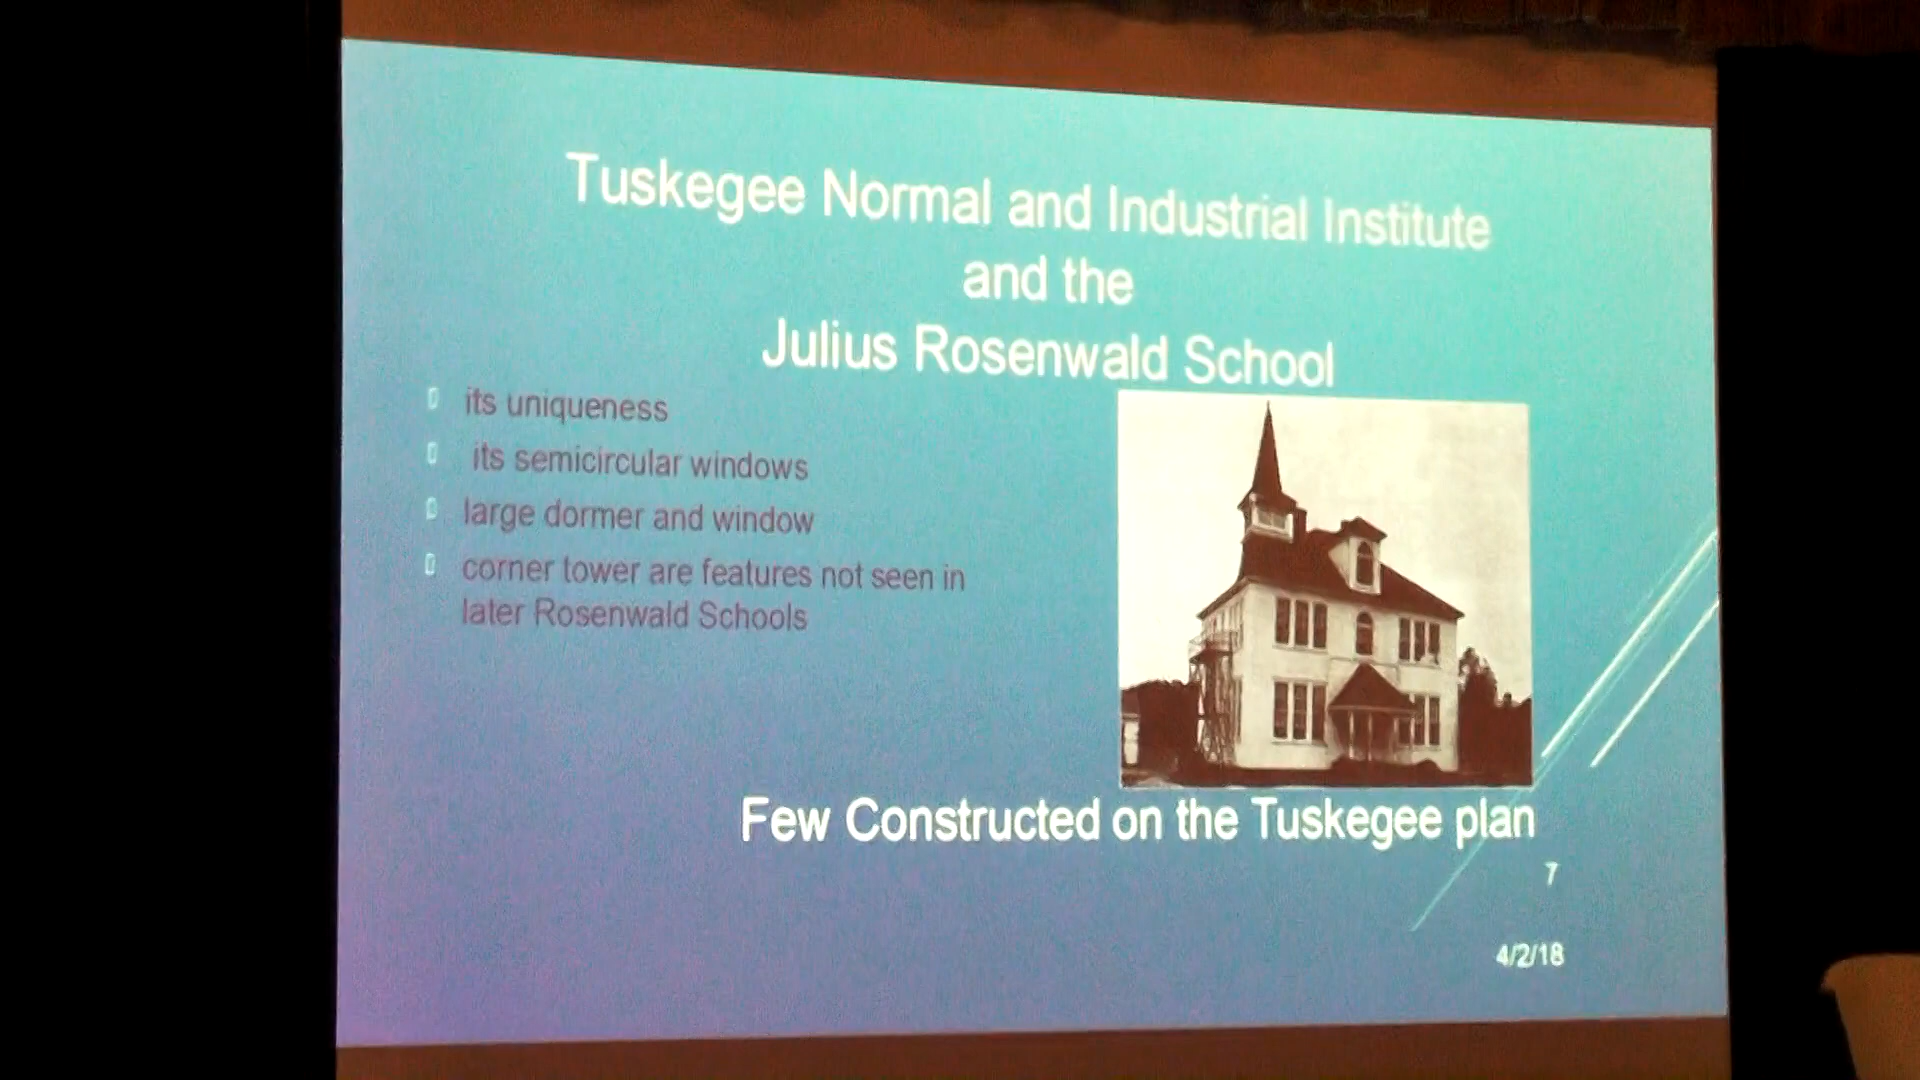 Tuskegee Normal and Industrial Institute
and the
Julius Rosenwald School
its uniqueness
its semicircular windows
large dormer and window
corner tower are features not seen in
later Rosenwald Schools
Few Constructed on the Tuskegee plan
7
4/2/18